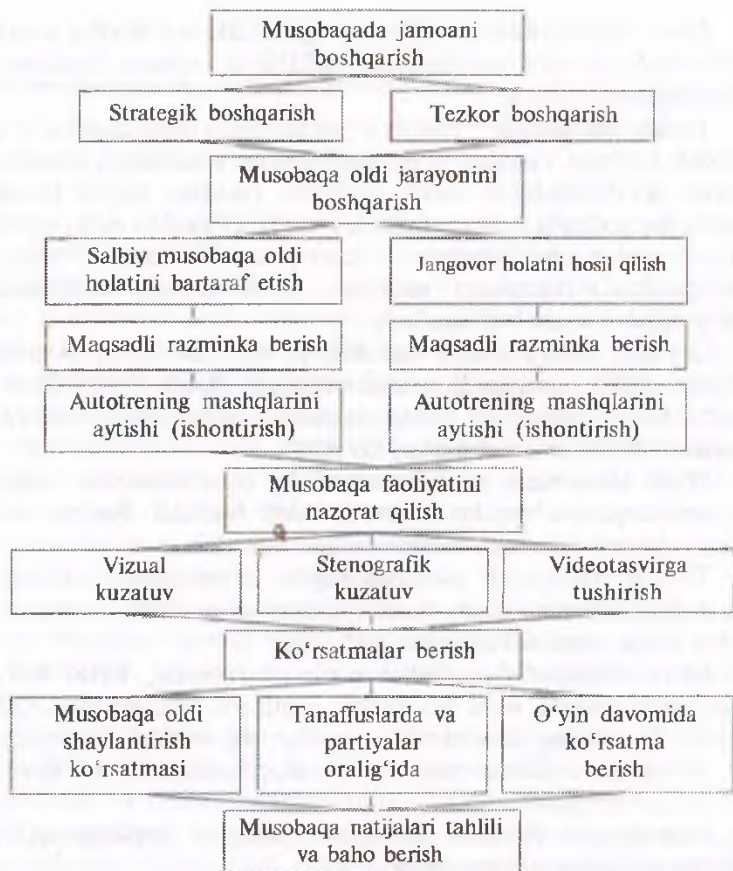 Musobaqada jamoani
boshqarish
Strategik boshqarish
Tezkor boshqarish
Musobaqa oldi jarayonini
boshqarish
Salbiy musobaqa oldi
holatini bartaraf etish
Jangovor holatni hosil qilish
Maqsadli razminka berish
Maqsadli razminka berish
Autotrening mashqlarini
aytishi (ishontirish)
Autotrening mashqlarini
aytishi (ishontirish)
Musobaqa faoliyatini
nazorat qilish
Vizual
kuzatuv
Stenografik
kuzatuv
Videotasvirga
tushirish
Ko‘rsatmalar berish
Musobaqa oldi
shaylantirish
ko‘rsatmasi
Tanaffuslarda va
partiyalar
oralig‘ida
O‘yin davomida
ko‘rsatma
berish
Musobaqa natijalari tahlili
va baho berish